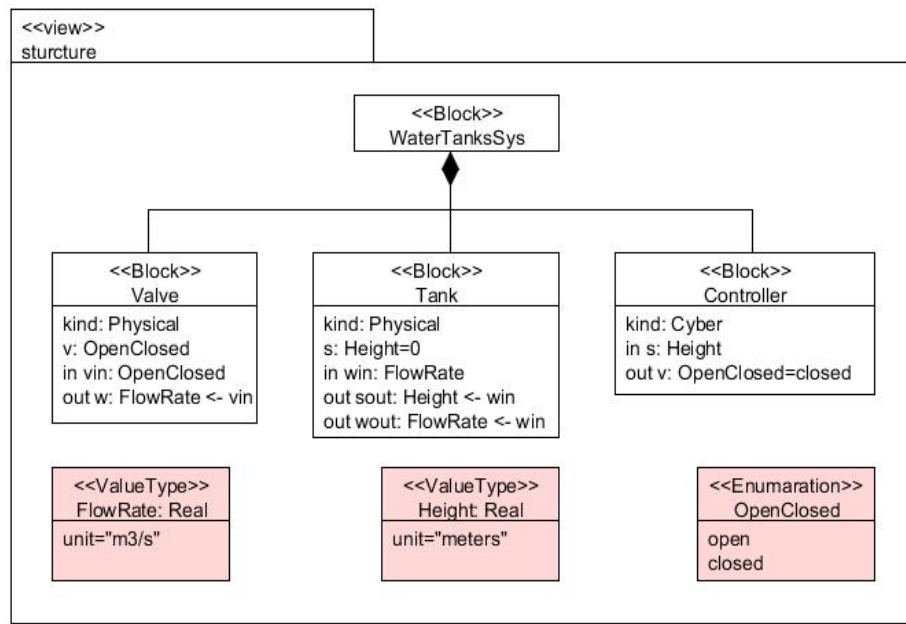 <<view>>
sturcture
<<Block>>
WaterTanksSys
<<Block>>
Valve
kind: Physical
v: OpenClosed
in vin: OpenClosed
out w: FlowRate <- vin
<<Block>>
Tank
kind: Physical
s: Height=0
in win: FlowRate
out sout: Height <- win
out wout: FlowRate <- win
<<Block>>
Controller
kind: Cyber
in s: Height
out v: OpenClosed=closed
<<ValueType>>
FlowRate: Real
unit="m3/s"
<<ValueType>>
Height: Real
unit="meters"
<<Enumaration>>
OpenClosed
open
closed